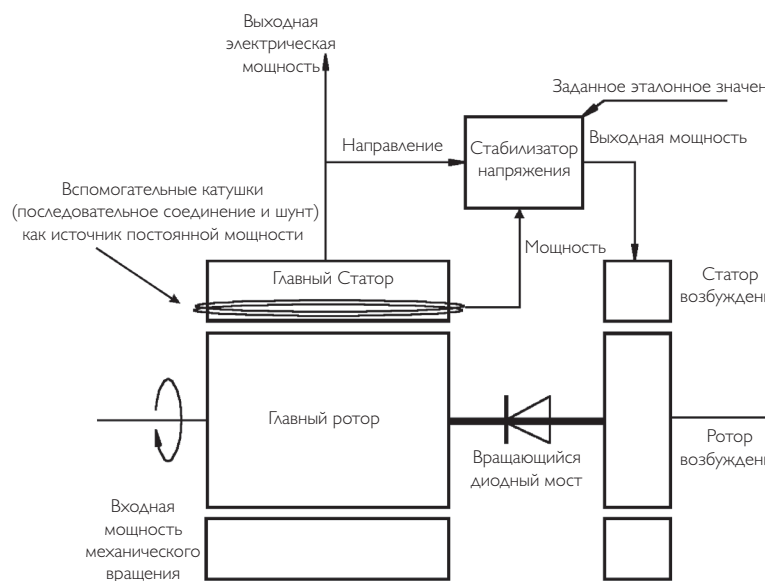 Выходная
электрическая
мощность
Заданное эталонное значен
Направление
Стабилизатор
напряжения
Выходная мощность
Вспомогательные катушки
(последовательное соединение и шунт)
как источник постоянной мощности
Мощность
Главный Статор
Статор
возбужден
Главный ротор
Вращающийся
диодный мост
Ротор
возбужден
Входная
мощность
механического
вращения